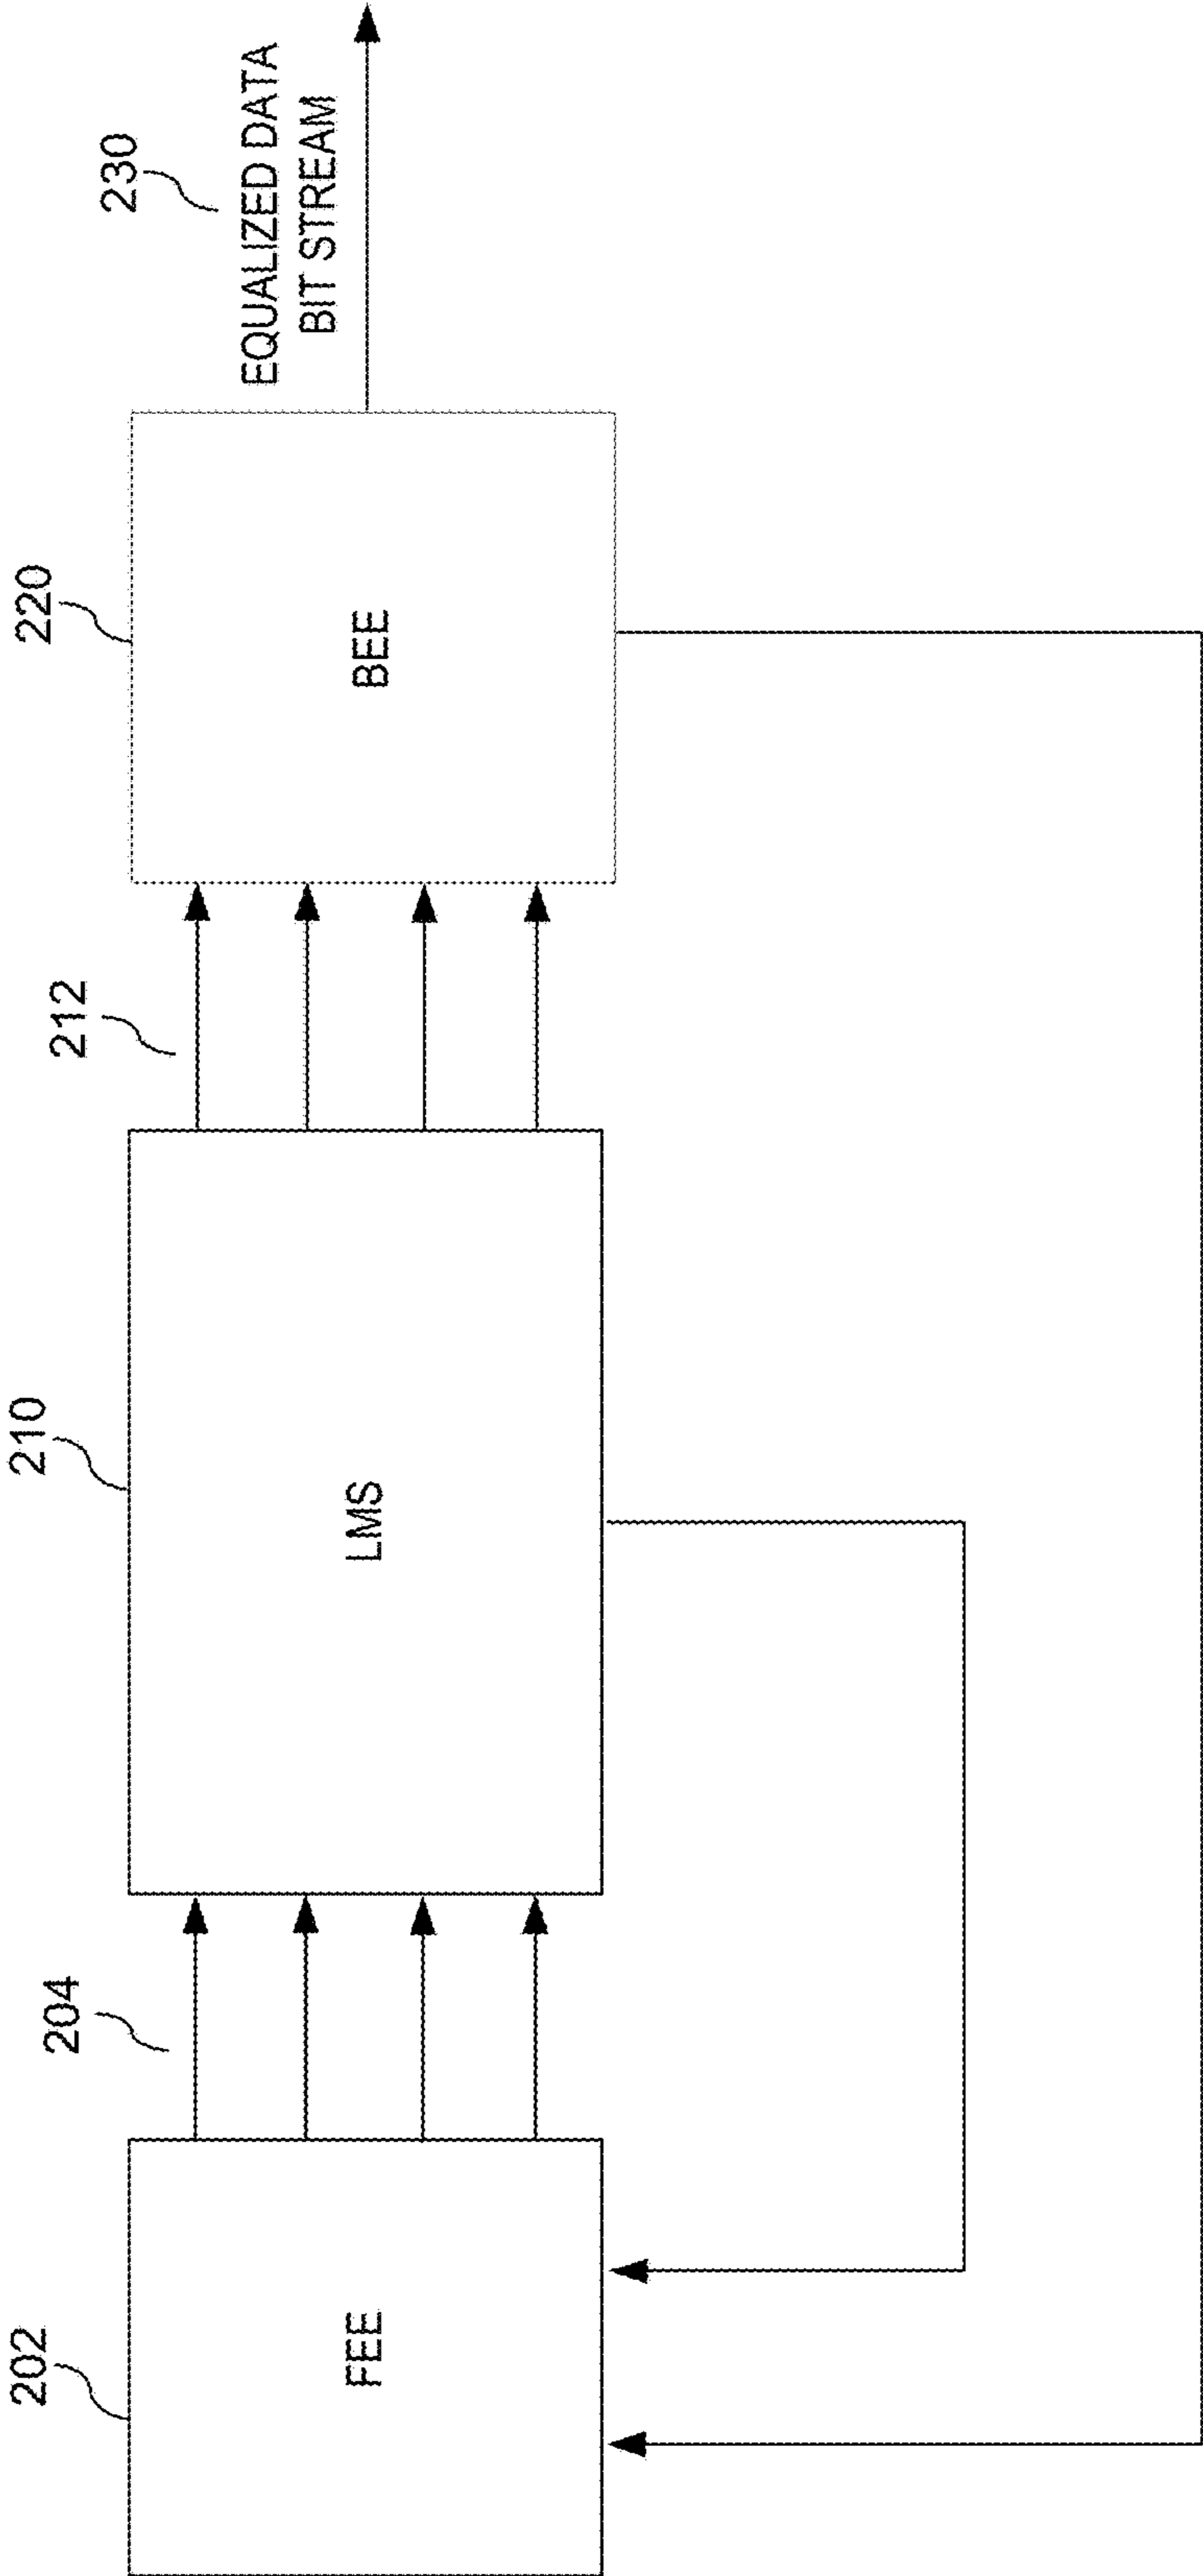 202
FEE
204
210
LMS
212
220
BEE
230
EQUALIZED DATA
BIT STREAM